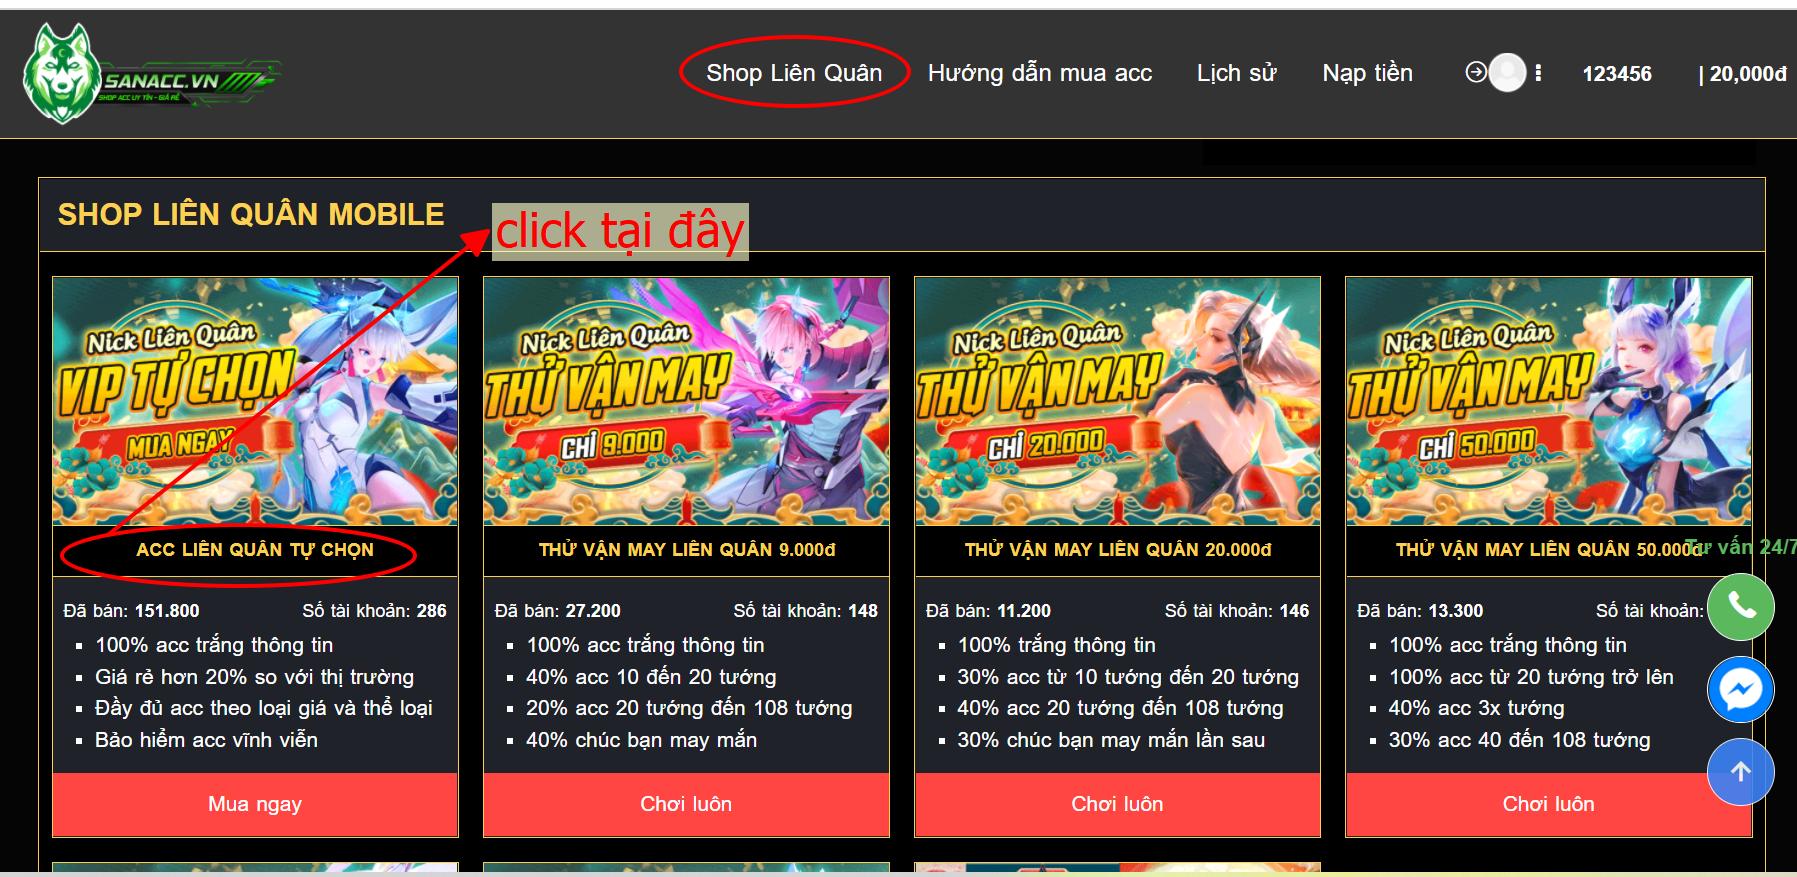 SANACC.VN
SHOP ACC UY TÍN - GIÁ RẺ
Shop Liên Quân
Hướng dẫn mua acc
Lịch sử
Nạp tiền
123456
| 20,000đ
SHOP LIÊN QUÂN MOBILE
click tại đây
Nick Liên Quân
VIP TỰ CHỌN
MUA NGAY
ACC LIÊN QUÂN TỰ CHỌN
Đã bán: 151.800
Số tài khoản: 286
100% acc trắng thông tin
Giá rẻ hơn 20% so với thị trường
Đầy đủ acc theo loại giá và thể loại
Bảo hiểm acc vĩnh viễn
Mua ngay
Nick Liên Quân
THỬ VẬN MAY
CHỈ 9.000
THỬ VẬN MAY LIÊN QUÂN 9.000đ
Đã bán: 27.200
Số tài khoản: 148
100% acc trắng thông tin
40% acc 10 đến 20 tướng
20% acc 20 tướng đến 108 tướng
40% chúc bạn may mắn
Chơi luôn
Nick Liên Quân
THỬ VẬN MAY
CHỈ 20.000
THỬ VẬN MAY LIÊN QUÂN 20.000đ
Đã bán: 11.200
Số tài khoản: 146
100% trắng thông tin
30% acc từ 10 tướng đến 20 tướng
40% acc 20 tướng đến 108 tướng
30% chúc bạn may mắn lần sau
Chơi luôn
Nick Liên Quân
THỬ VẬN MAY
CHỈ 50.000
THỬ VẬN MAY LIÊN QUÂN 50.000đ
Tư vấn 24/7
Đã bán: 13.300
Số tài khoản:
100% acc trắng thông tin
100% acc từ 20 tướng trở lên
40% acc 3x tướng
30% acc 40 đến 108 tướng
Chơi luôn